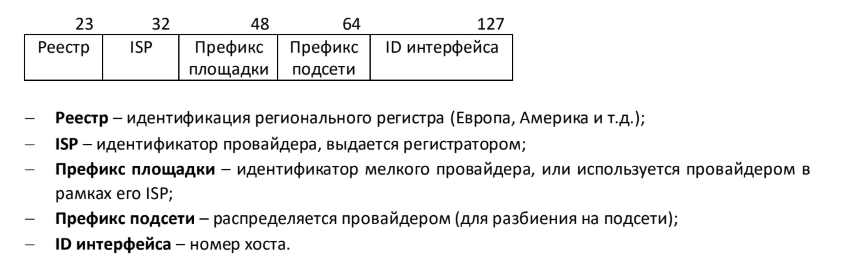 23 32 48 64 127
Реестр ISP Префикс Префикс ID интерфейса
площадки подсети
– Реестр – идентификация регионального регистра (Европа, Америка и т.д.);
– ISP – идентификатор провайдера, выдается регистратором;
– Префикс площадки – идентификатор мелкого провайдера, или используется провайдером в
рамках его ISP;
– Префикс подсети – распределяется провайдером (для разбиения на подсети);
– ID интерфейса – номер хоста.